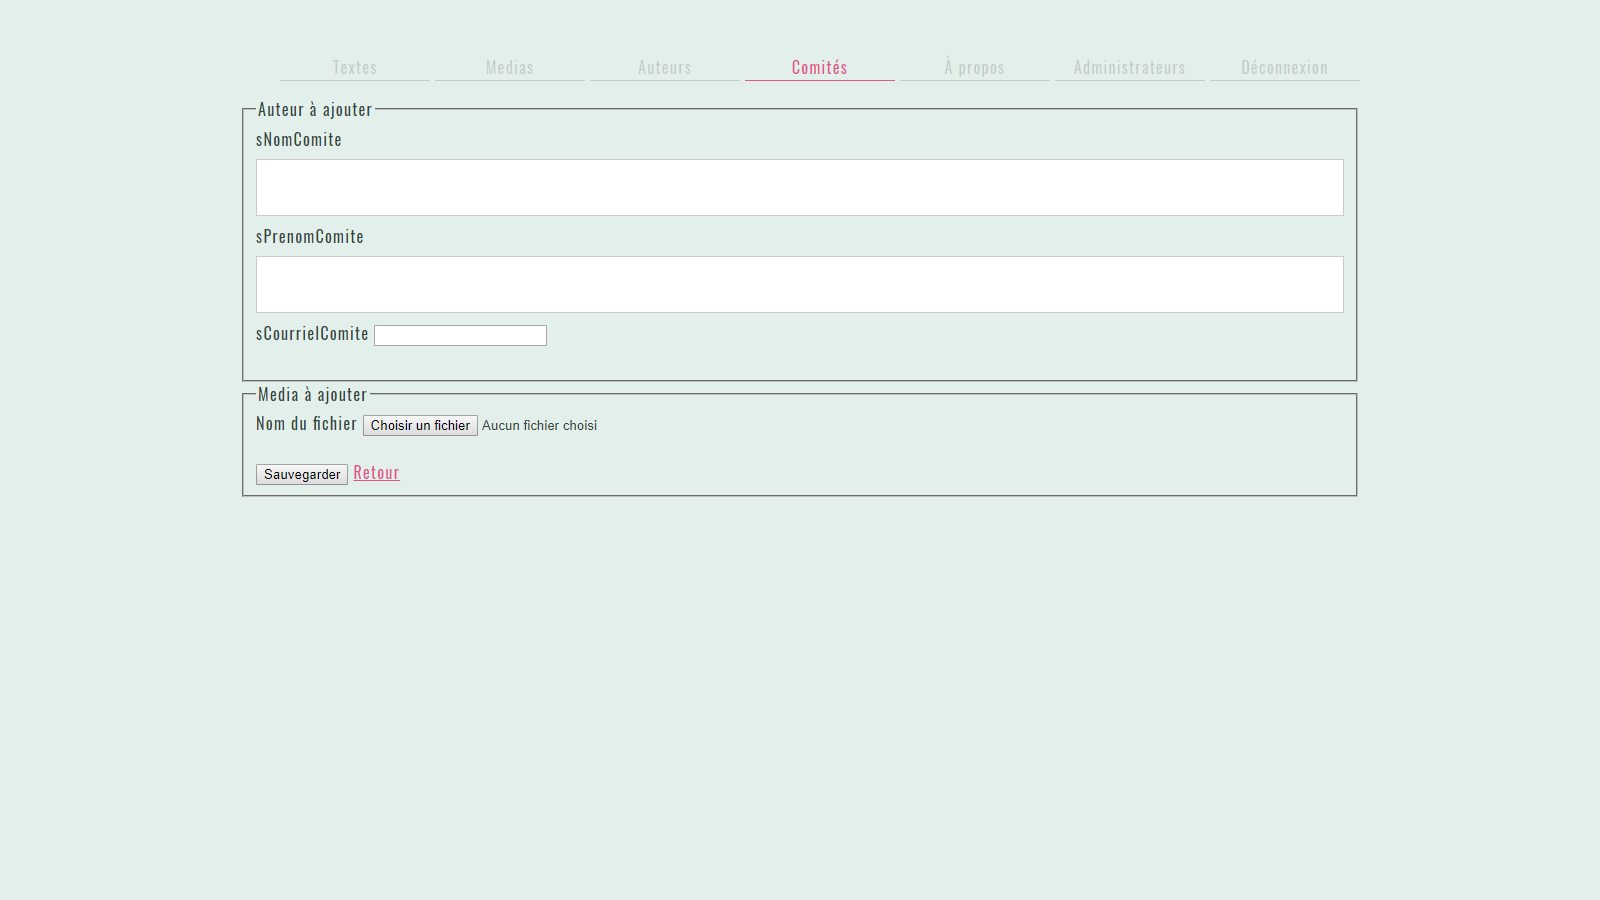 Textes Medias Auteurs Comités À propos Administrateurs Déconnexion
Auteur à ajouter
sNomComite
sPrenomComite
sCourrielComite
Media à ajouter
Nom du fichier Choisir un fichier Aucun fichier choisi
Sauvegarder Retour